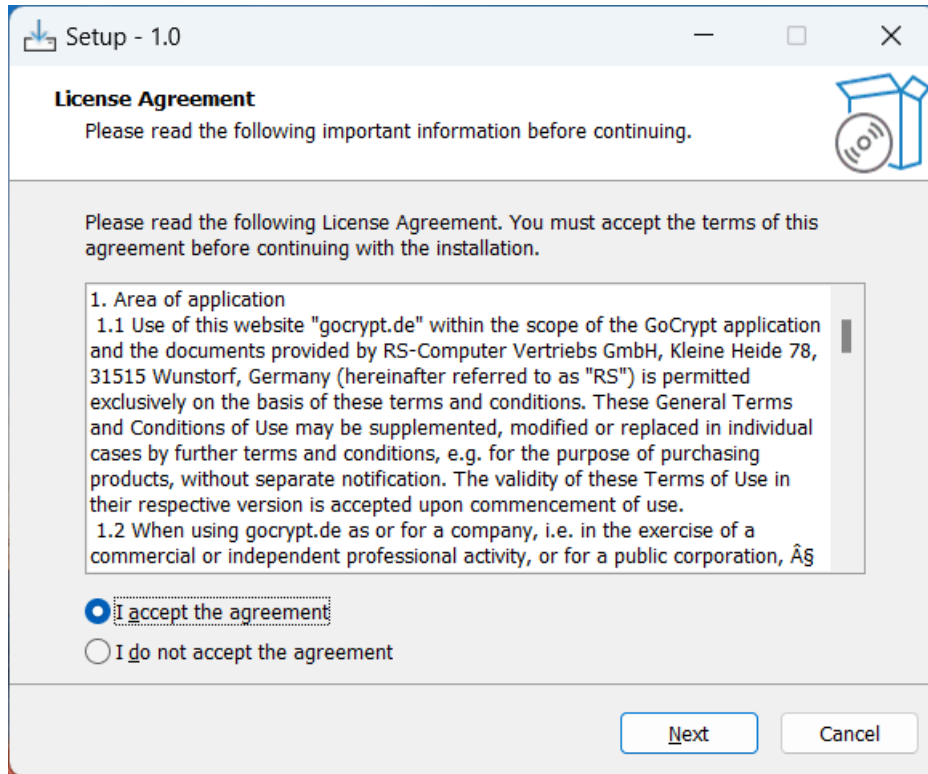 Setup - 1.0
License Agreement
Please read the following important information before continuing.
Please read the following License Agreement. You must accept the terms of this
agreement before continuing with the installation.
1. Area of application
1.1 Use of this website "gocrypt.de" within the scope of the GoCrypt application
and the documents provided by RS-Computer Vertriebs GmbH, Kleine Heide 78,
31515 Wunstorf, Germany (hereinafter referred to as "RS") is permitted
exclusively on the basis of these terms and conditions. These General Terms
and Conditions of Use may be supplemented, modified or replaced in individual
cases by further terms and conditions, e.g. for the purpose of purchasing
products, without separate notification. The validity of these Terms of Use in
their respective version is accepted upon commencement of use.
1.2 When using gocrypt.de as or for a company, i.e. in the exercise of a
commercial or independent professional activity, or for a public corporation, Â§
I accept the agreement
I do not accept the agreement
Next
Cancel